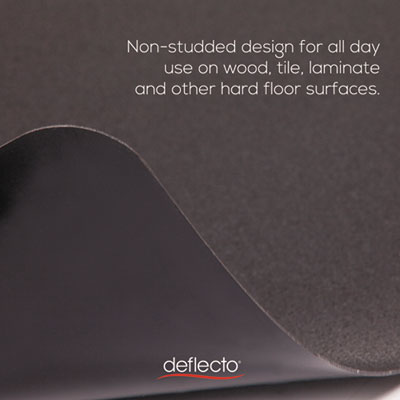 Non-studded design for all day
use on wood, tile, laminate
and other hard floor surfaces.
deflecto®